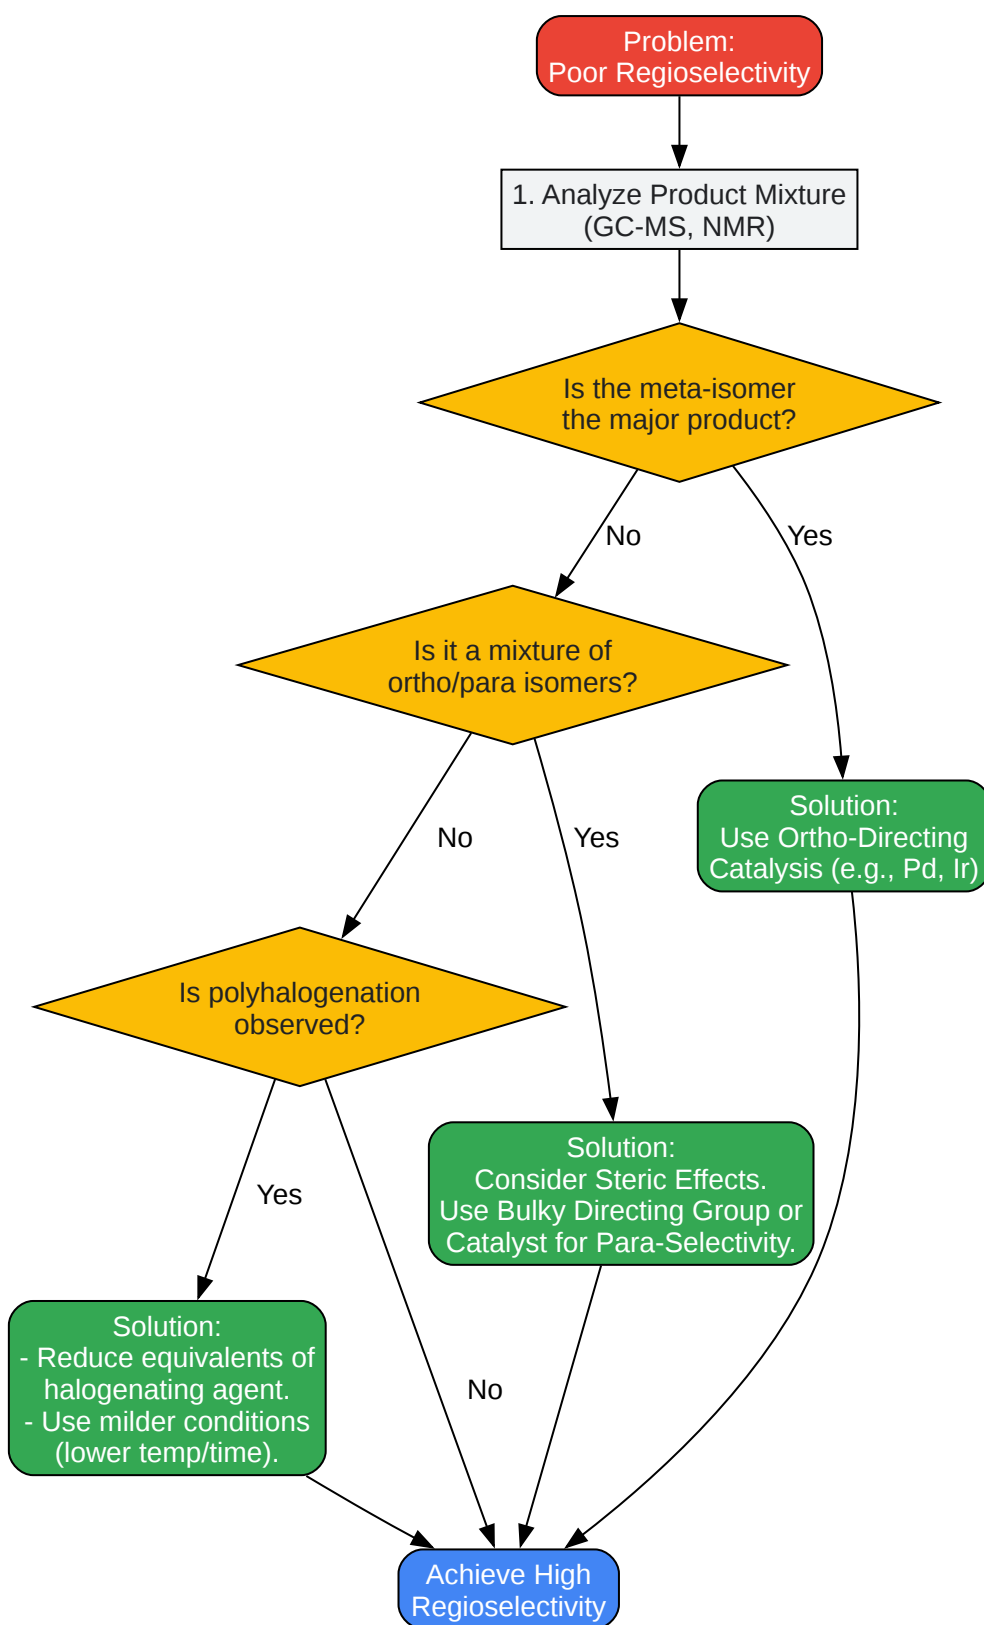 Problem:
Poor Regioselectivity
1. Analyze Product Mixture
(GC-MS, NMR)
Is the meta-isomer
the major product?
No
Yes
Is it a mixture of
ortho/para isomers?
No
Yes
Solution:
Use Ortho-Directing
Catalysis (e.g., Pd, Ir)
Is polyhalogenation
observed?
Yes
No
Solution:
Consider Steric Effects.
Use Bulky Directing Group or
Catalyst for Para-Selectivity.
Solution:
- Reduce equivalents of
halogenating agent.
- Use milder conditions
(lower temp/time).
Achieve High
Regioselectivity